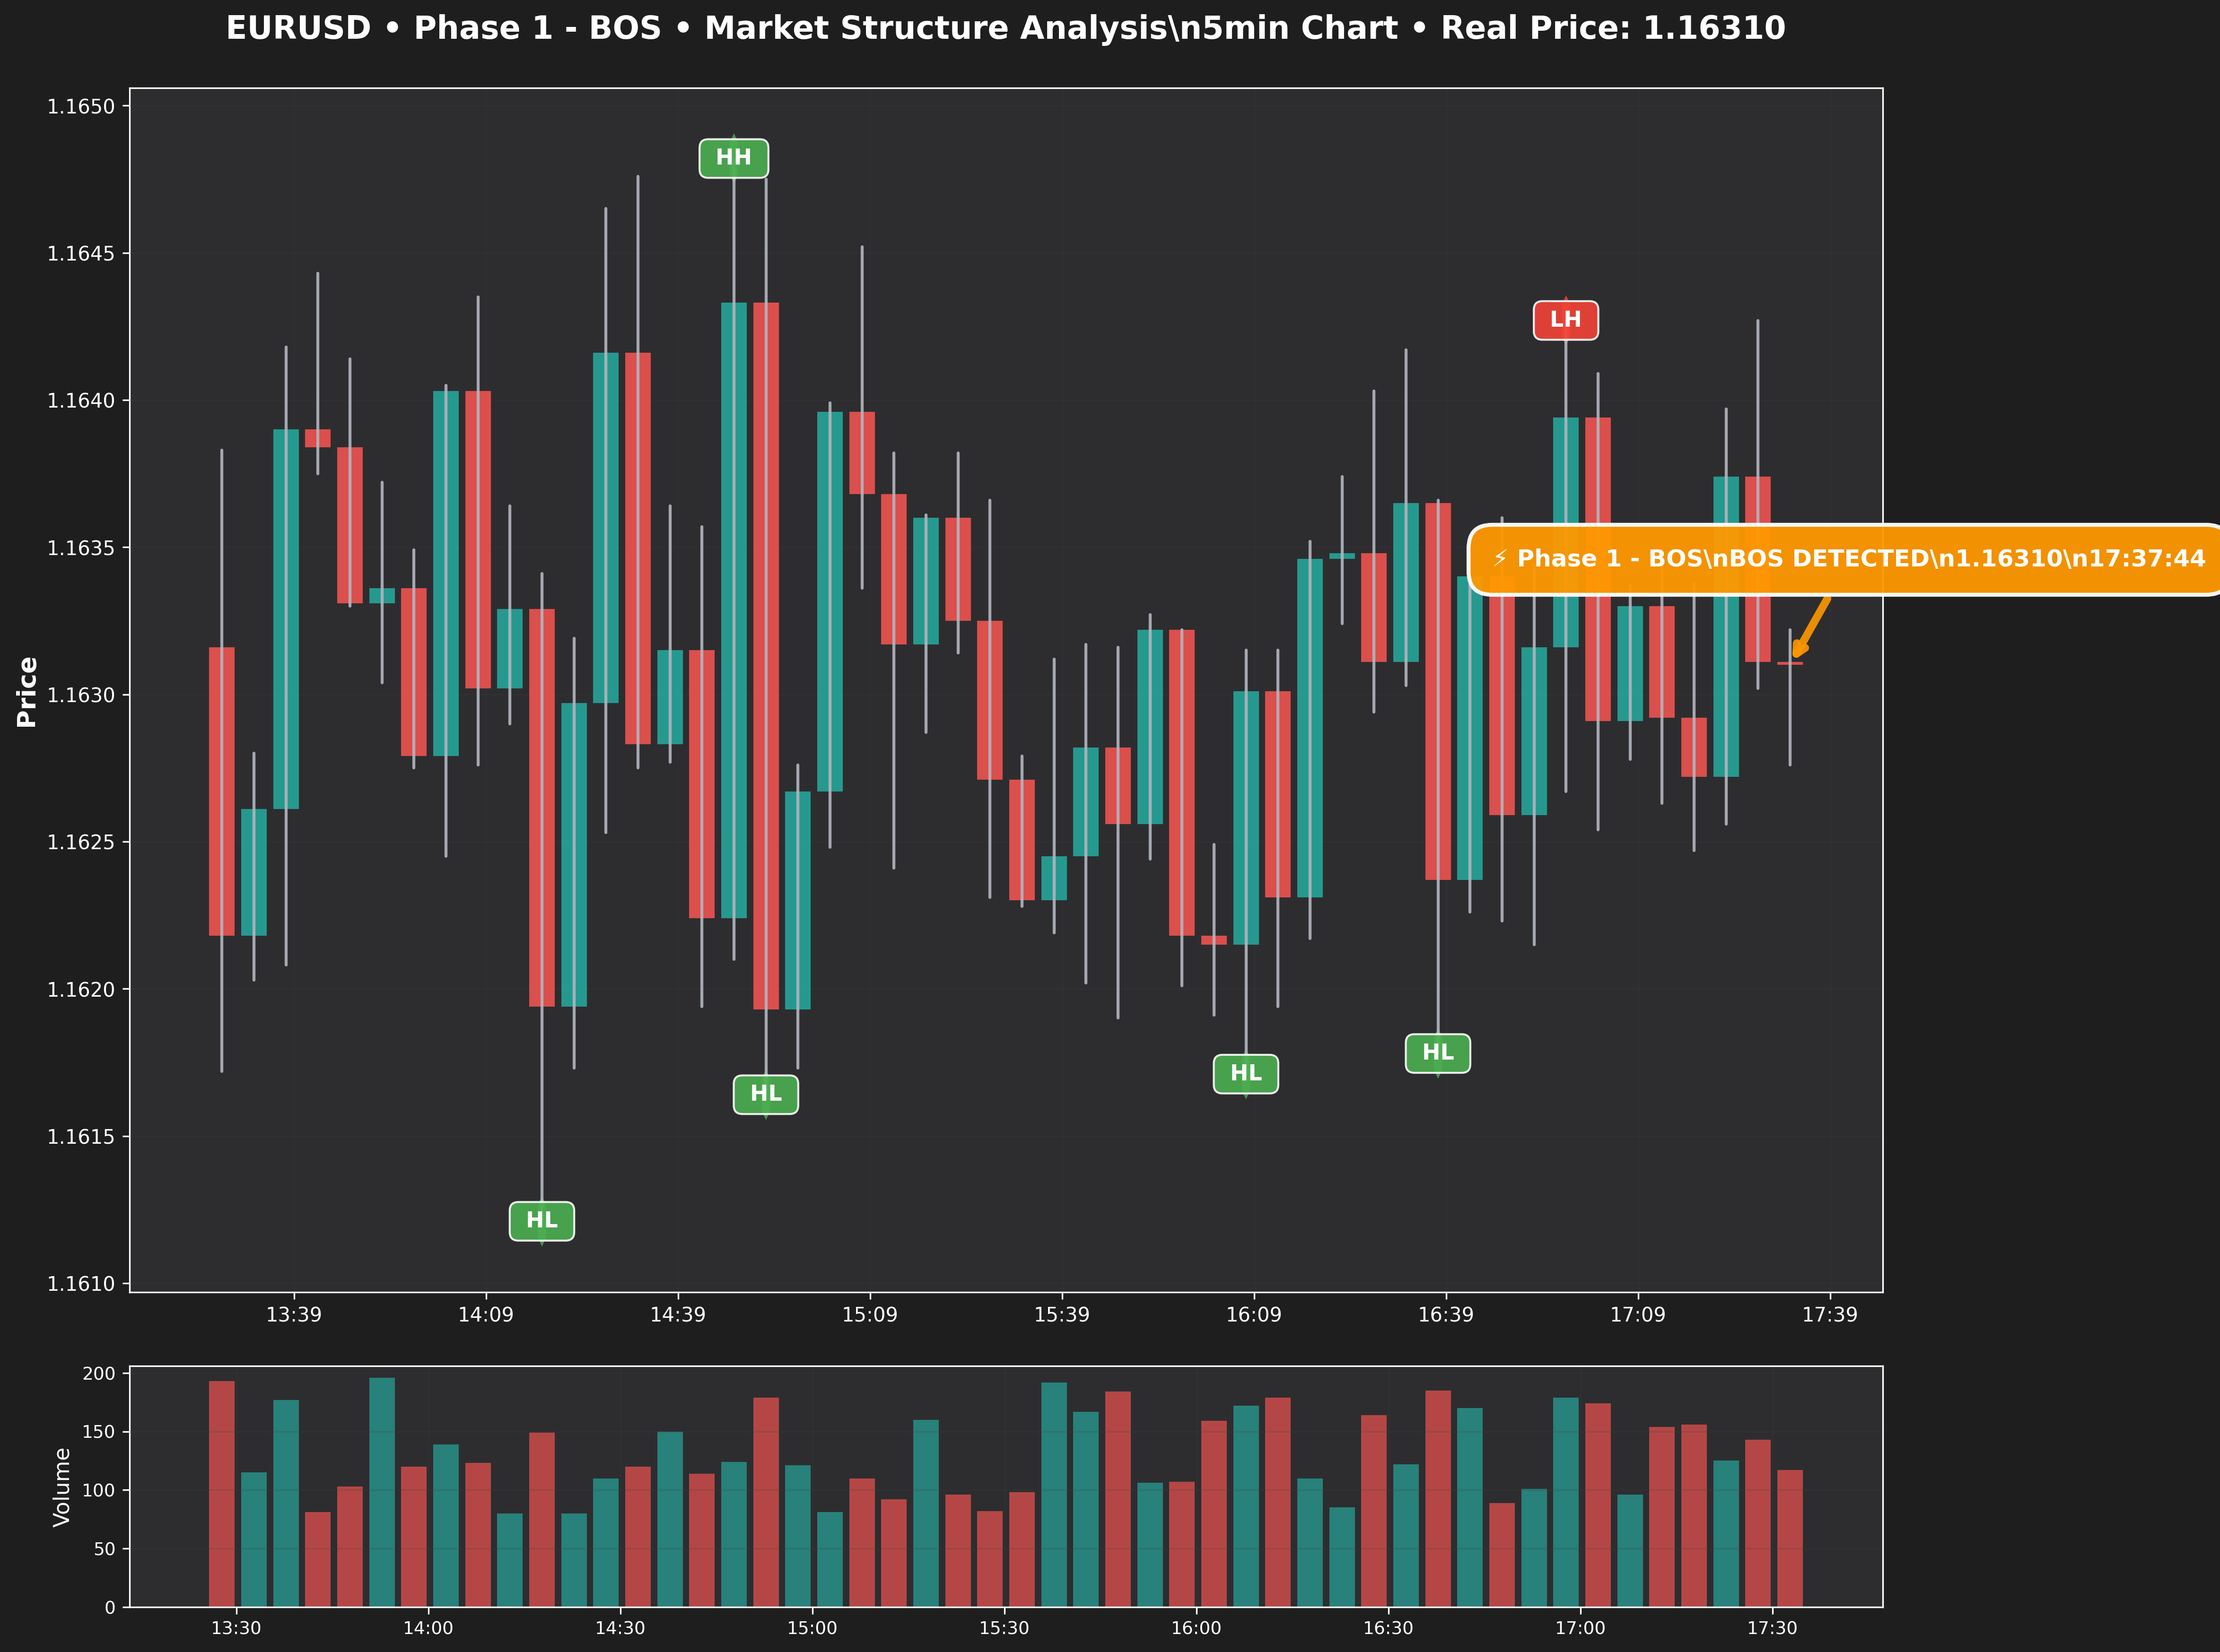 EURUSD • Phase 1 - BOS • Market Structure Analysis\n5min Chart • Real Price: 1.16310
1.1650
HH
1.1645
LH
1.1640
1.1635
⚡ Phase 1 - BOS\nBOS DETECTED\n1.16310\n17:37:44
1.1630
Price
1.1625
1.1620
HL
HL
HL
1.1615
HL
1.1610
13:39 14:09 14:39 15:09 15:39 16:09 16:39 17:09 17:39
200
150
Volume
100
50
0
13:30 14:00 14:30 15:00 15:30 16:00 16:30 17:00 17:30